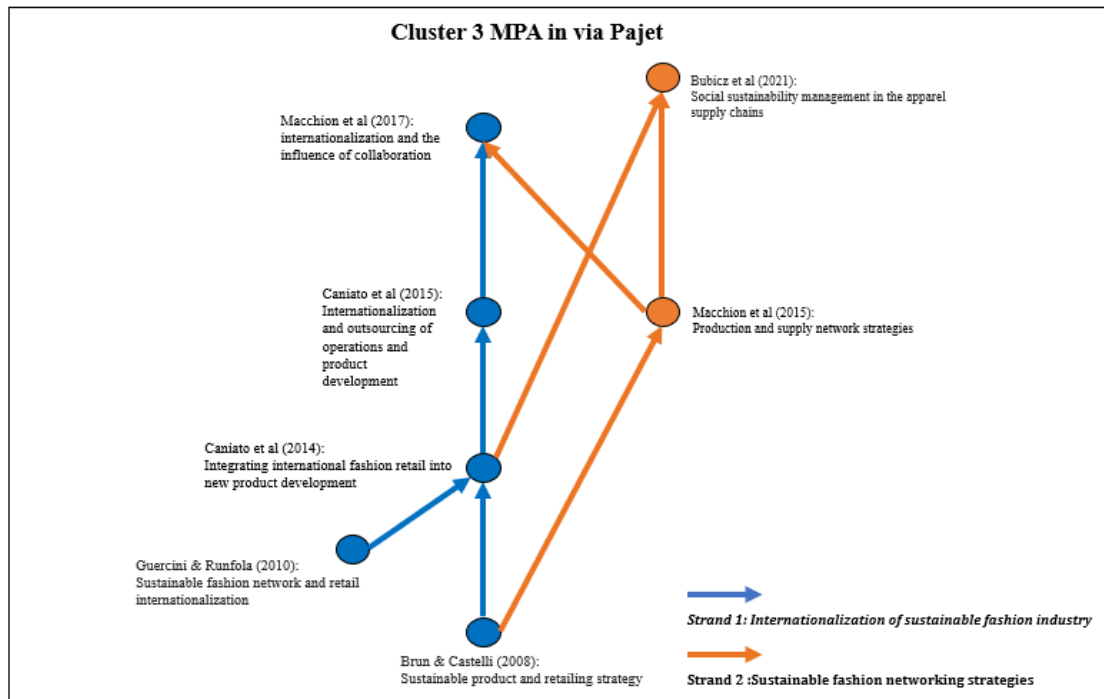 Cluster 3 MPA in via Pajet
Bubicz et al (2021):
Social sustainability management in the apparel
supply chains
Macchion et al (2017):
internationalization and the
influence of collaboration
Caniato et al (2015):
Internationalization
and outsourcing of
operations and
product
development
Macchion et al (2015):
Production and supply network strategies
Caniato et al (2014):
Integrating international fashion retail into
new product development
Guercini & Runfola (2010):
Sustainable fashion network and retail
internationalization
Strand 1: Internationalization of sustainable fashion industry
Brun & Castelli (2008):
Sustainable product and retailing strategy
Strand 2 :Sustainable fashion networking strategies